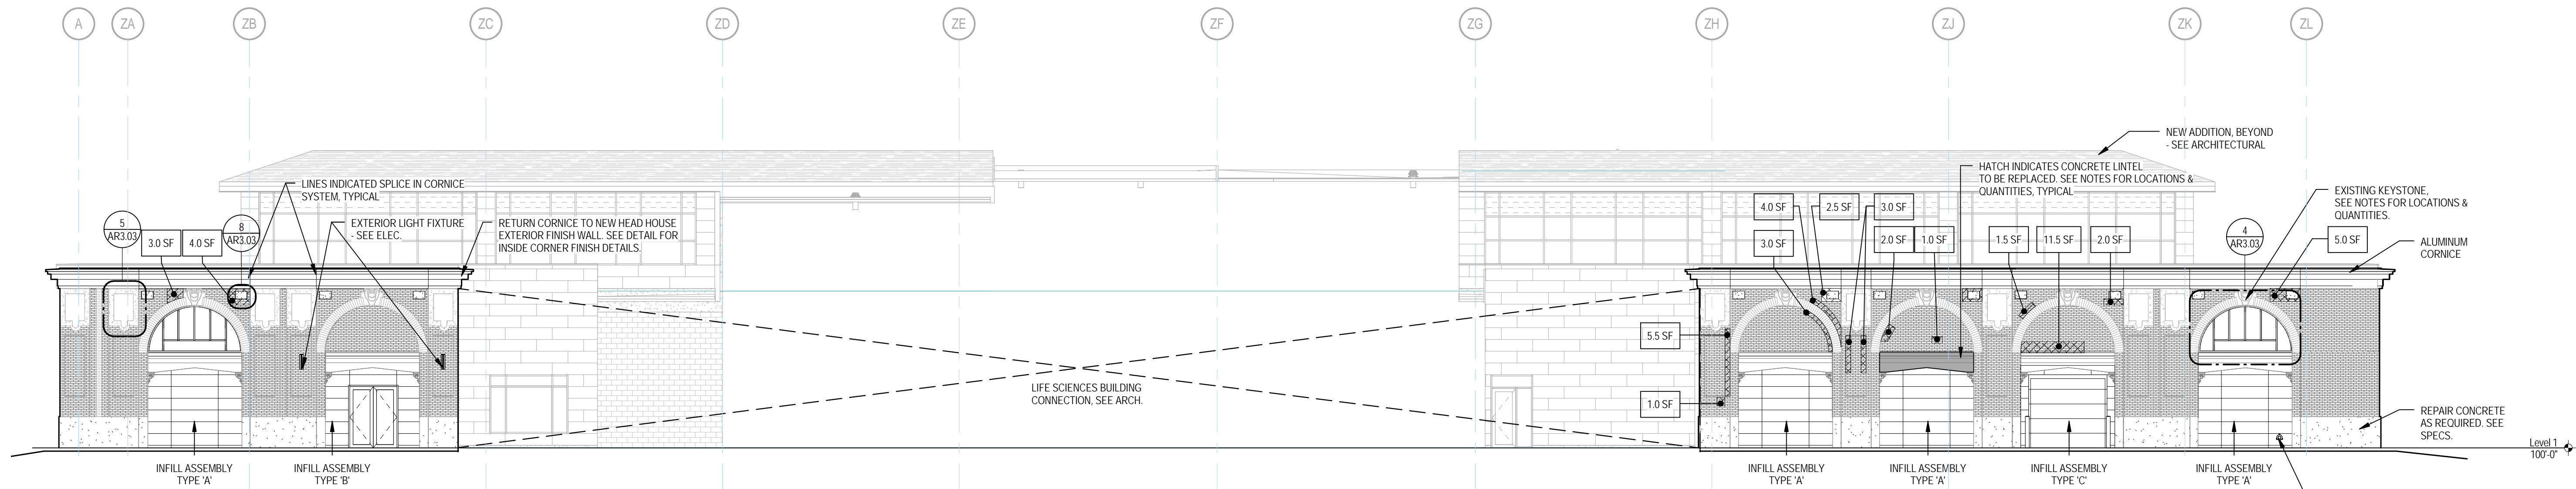 A
ZA
ZB
ZC
ZD
ZE
ZF
ZG
ZH
ZJ
ZK
ZL
NEW ADDITION, BEYOND
- SEE ARCHITECTURAL
HATCH INDICATES CONCRETE LINTEL
TO BE REPLACED. SEE NOTES FOR LOCATIONS &
QUANTITIES, TYPICAL
LINES INDICATED SPLICE IN CORNICE
SYSTEM, TYPICAL
EXISTING KEYSTONE,
SEE NOTES FOR LOCATIONS &
QUANTITIES.
5
AR3.03
3.0 SF
4.0 SF
8
AR3.03
EXTERIOR LIGHT FIXTURE
- SEE ELEC.
RETURN CORNICE TO NEW HEAD HOUSE
EXTERIOR FINISH WALL. SEE DETAIL FOR
INSIDE CORNER FINISH DETAILS.
4.0 SF
2.5 SF
3.0 SF
3.0 SF
2.0 SF
1.0 SF
1.5 SF
11.5 SF
2.0 SF
4
AR3.03
5.0 SF
ALUMINUM
CORNICE
5.5 SF
1.0 SF
LIFE SCIENCES BUILDING
CONNECTION, SEE ARCH.
REPAIR CONCRETE
AS REQUIRED. SEE
SPECS.
Level 1
100'-0"
INFILL ASSEMBLY
TYPE 'A'
INFILL ASSEMBLY
TYPE 'B'
INFILL ASSEMBLY
TYPE 'A'
INFILL ASSEMBLY
TYPE 'A'
INFILL ASSEMBLY
TYPE 'C'
INFILL ASSEMBLY
TYPE 'A'